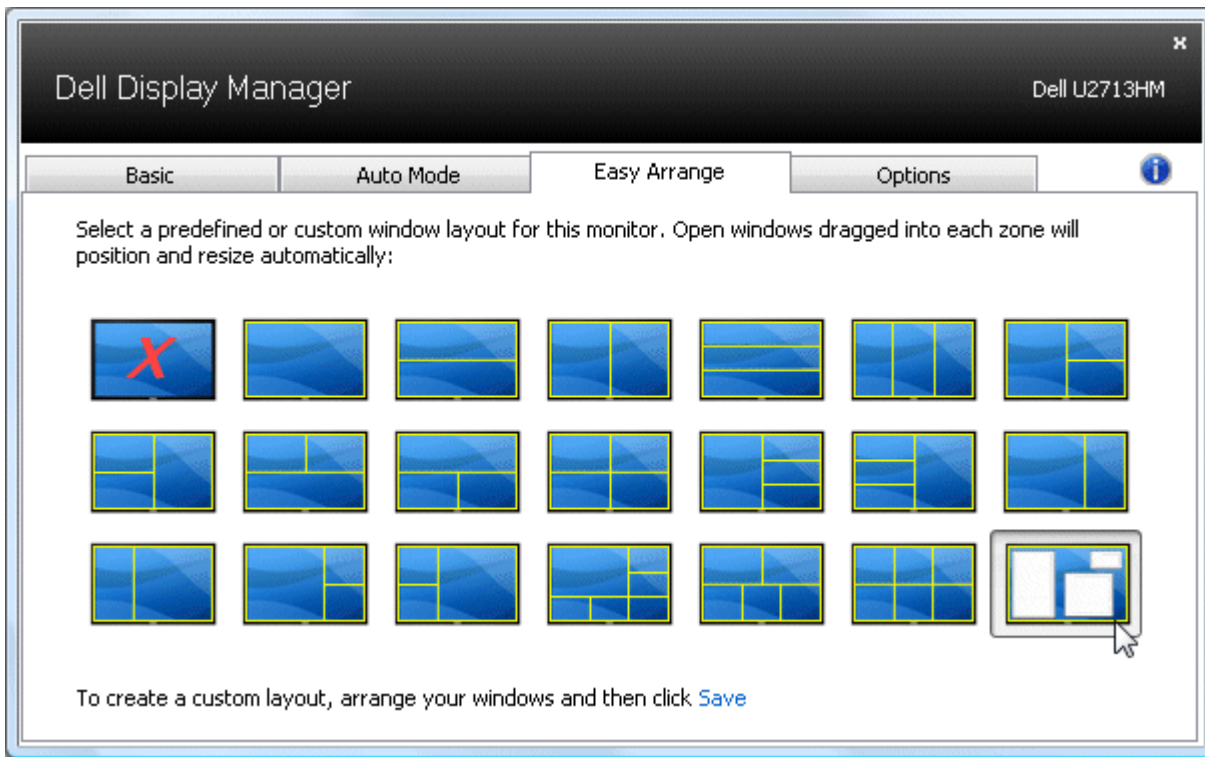 Dell Display Manager
Dell U2713HM
Basic
Auto Mode
Easy Arrange
Options
Select a predefined or custom window layout for this monitor. Open windows dragged into each zone will
position and resize automatically:
To create a custom layout, arrange your windows and then click Save